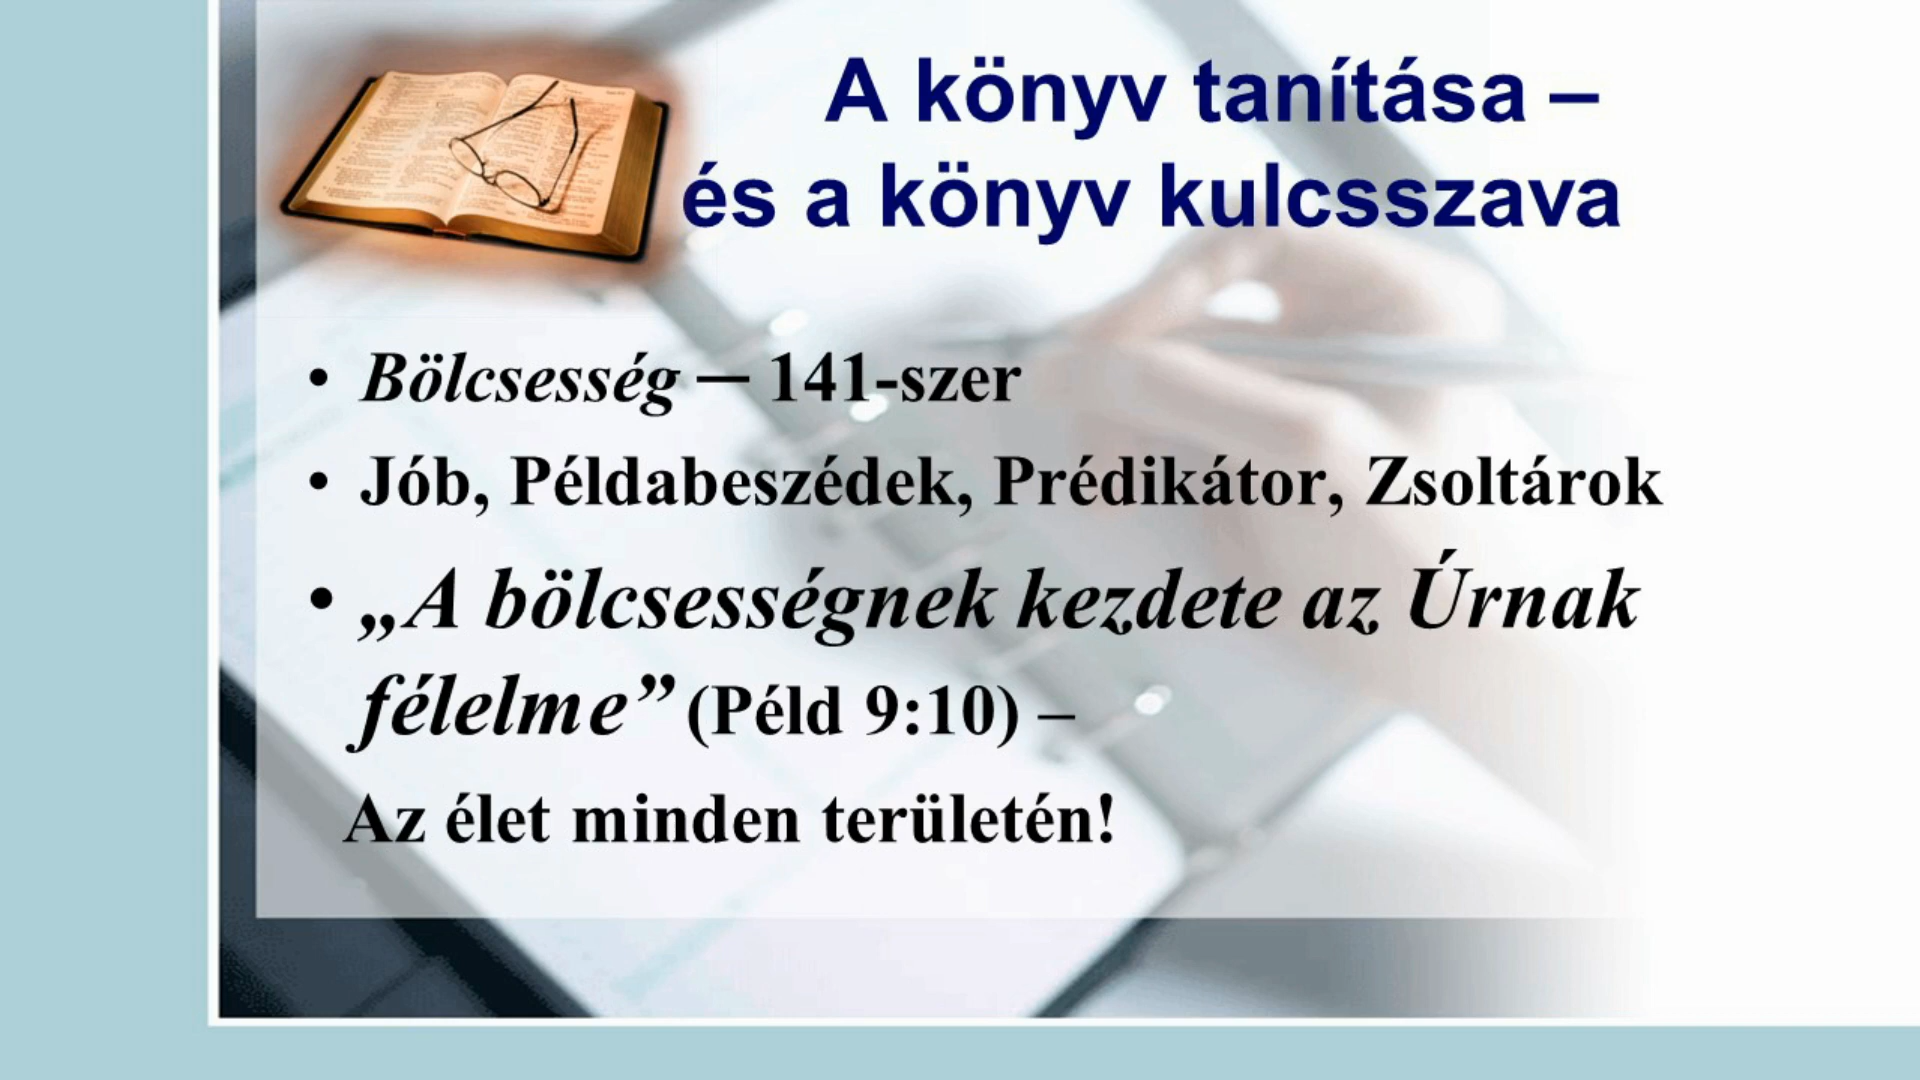 A könyv tanítása –
és a könyv kulcsszava
• Bölcsesség – 141-szer
• Jób, Példabeszédek, Prédikátor, Zsoltárok
• „A bölcsességnek kezdete az Úrnak
félelme” (Péld 9:10) –
Az élet minden területén!